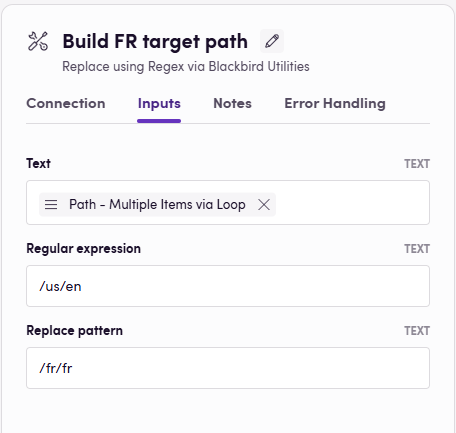 Build FR target path
Replace using Regex via Blackbird Utilities
Connection Inputs Notes Error Handling
Text TEXT
Path - Multiple Items via Loop
Regular expression TEXT
/us/en
Replace pattern TEXT
/fr/fr